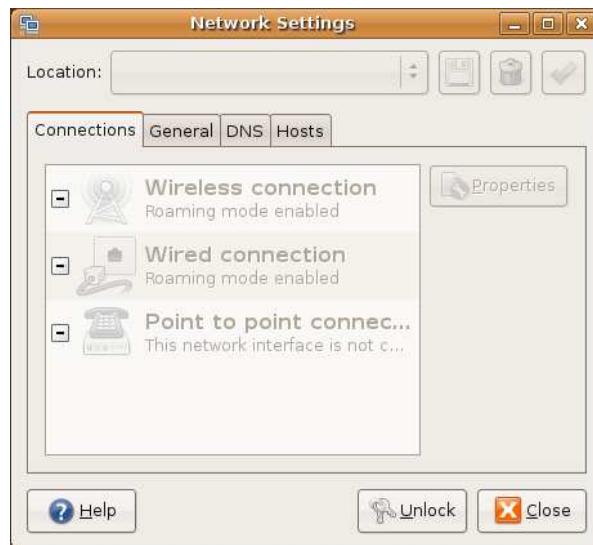 Network Settings
Location:
Connections General DNS Hosts
Wireless connection
Roaming mode enabled
Properties
Wired connection
Roaming mode enabled
Point to point connec...
This network interface is not c...
Help
Unlock
Close